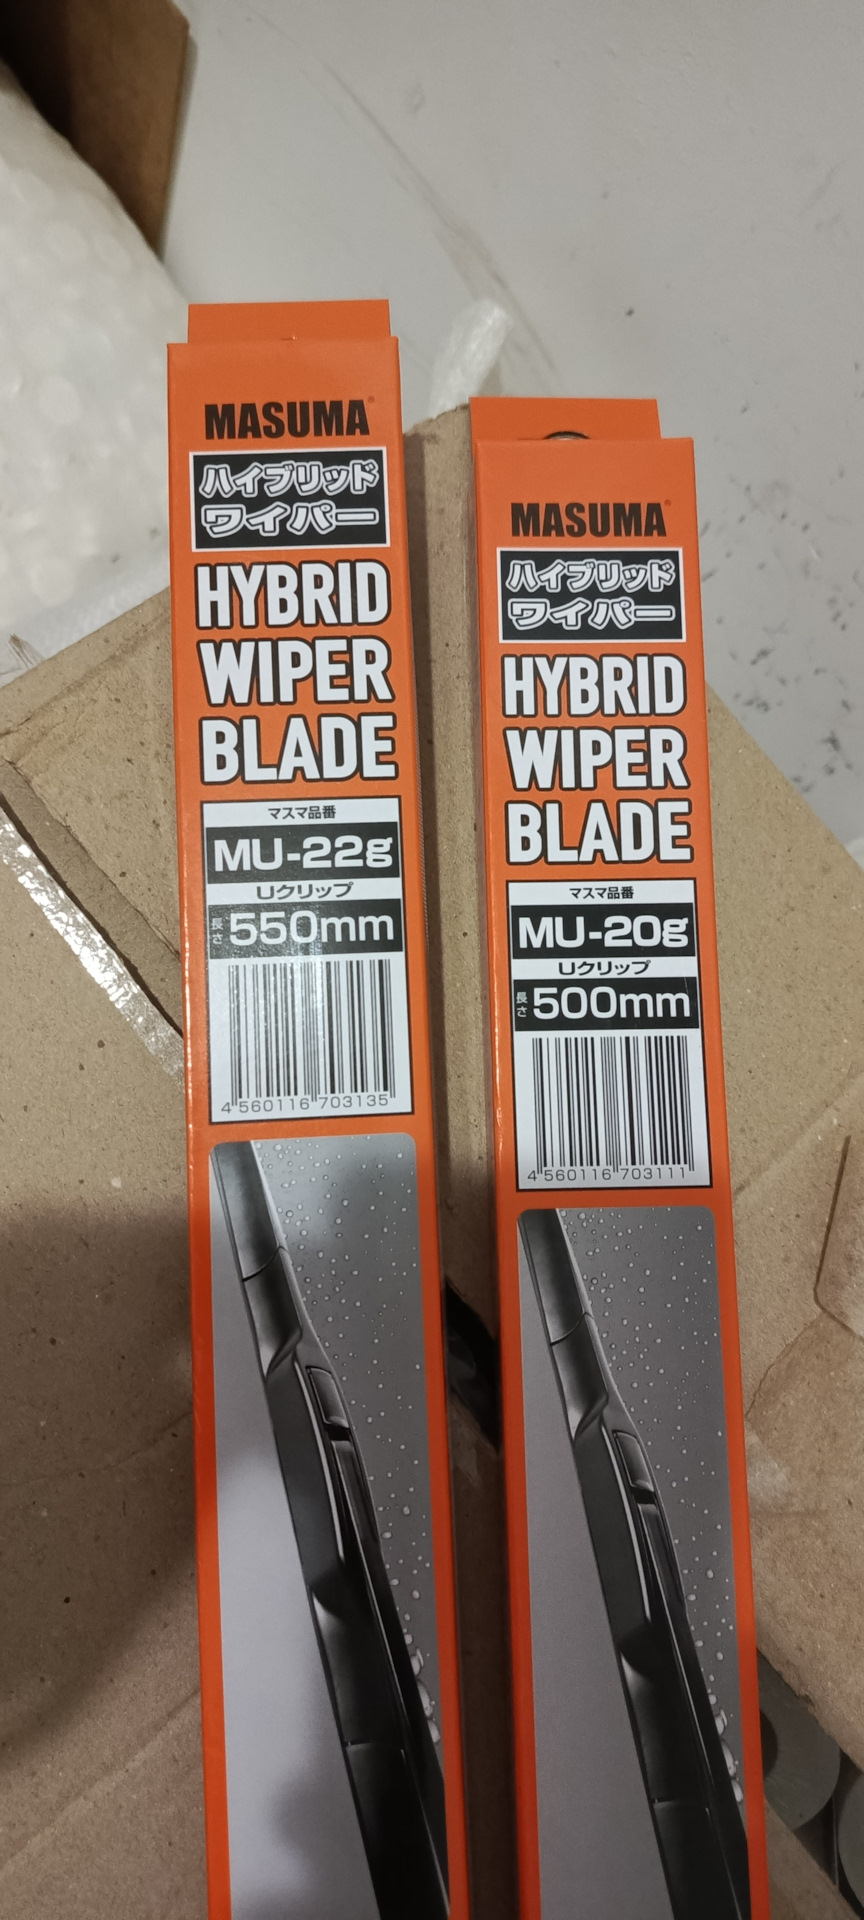 MASUMA®
ハイブリッド
ワイパー
HYBRID
WIPER
BLADE
マスマ品番
MU-22g
Uクリップ
長さ 550mm
4 560116 703135
MASUMA®
ハイブリッド
ワイパー
HYBRID
WIPER
BLADE
マスマ品番
MU-20g
Uクリップ
長さ 500mm
4 560116 703111